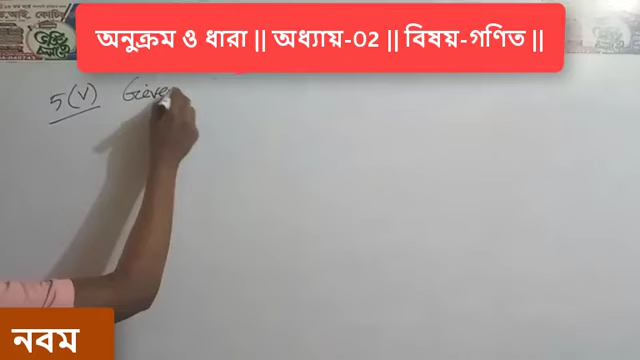 অনুক্রম ও ধারা || অধ্যায়-02 || বিষয়-গণিত ||
5(V) Give
নবম